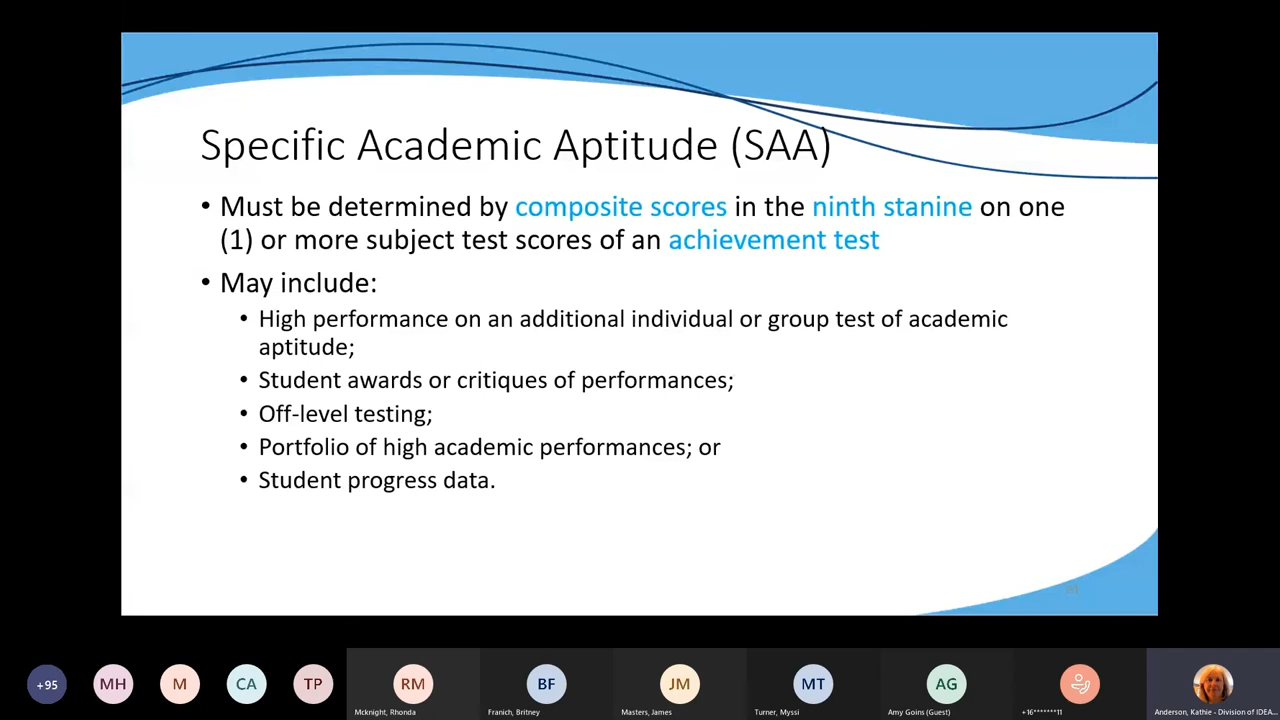 Specific Academic Aptitude (SAA)
• Must be determined by composite scores in the ninth stanine on one
(1) or more subject test scores of an achievement test
• May include:
• High performance on an additional individual or group test of academic
aptitude;
• Student awards or critiques of performances;
• Off-level testing;
• Portfolio of high academic performances; or
• Student progress data.
+95
MH
M
CA
TP
RM
BF
JM
MT
AG
Mcknight, Rhonda
Franich, Britney
Masters, James
Turner, Myssi
Amy Goins (Guest)
+16*******11
Anderson, Kathie - Division of IDEA...